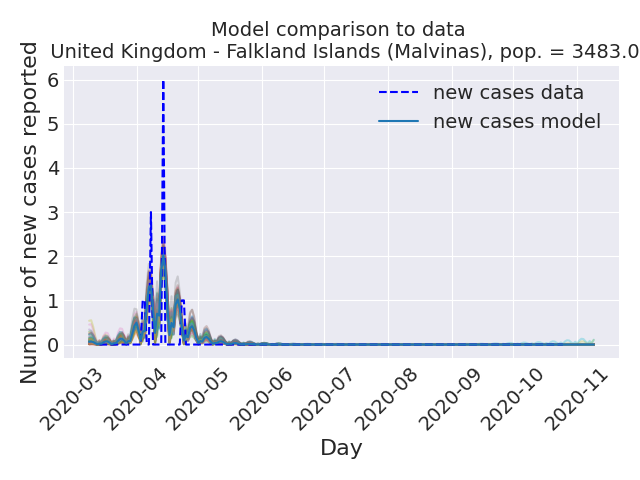 Model comparison to data
United Kingdom - Falkland Islands (Malvinas), pop. = 3483.0
new cases data
new cases model
Number of new cases reported
6
5
4
3
2
1
0
2020-03
2020-04
2020-05
2020-06
2020-07
2020-08
2020-09
2020-10
2020-11
Day